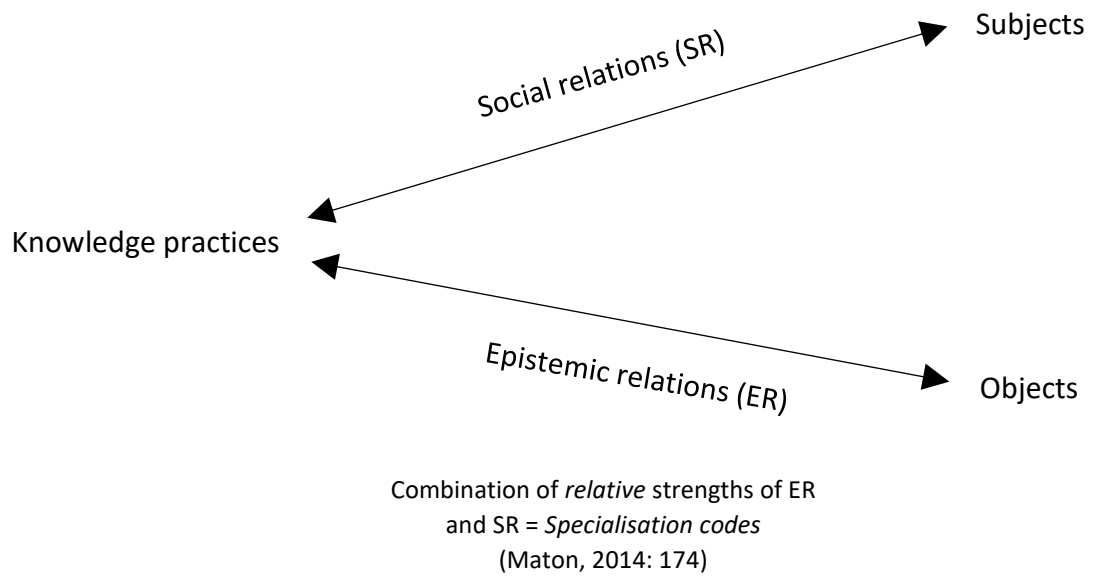 Subjects
Social relations (SR)
Knowledge practices
Epistemic relations (ER)
Objects
Combination of relative strengths of ER
and SR = Specialisation codes
(Maton, 2014: 174)